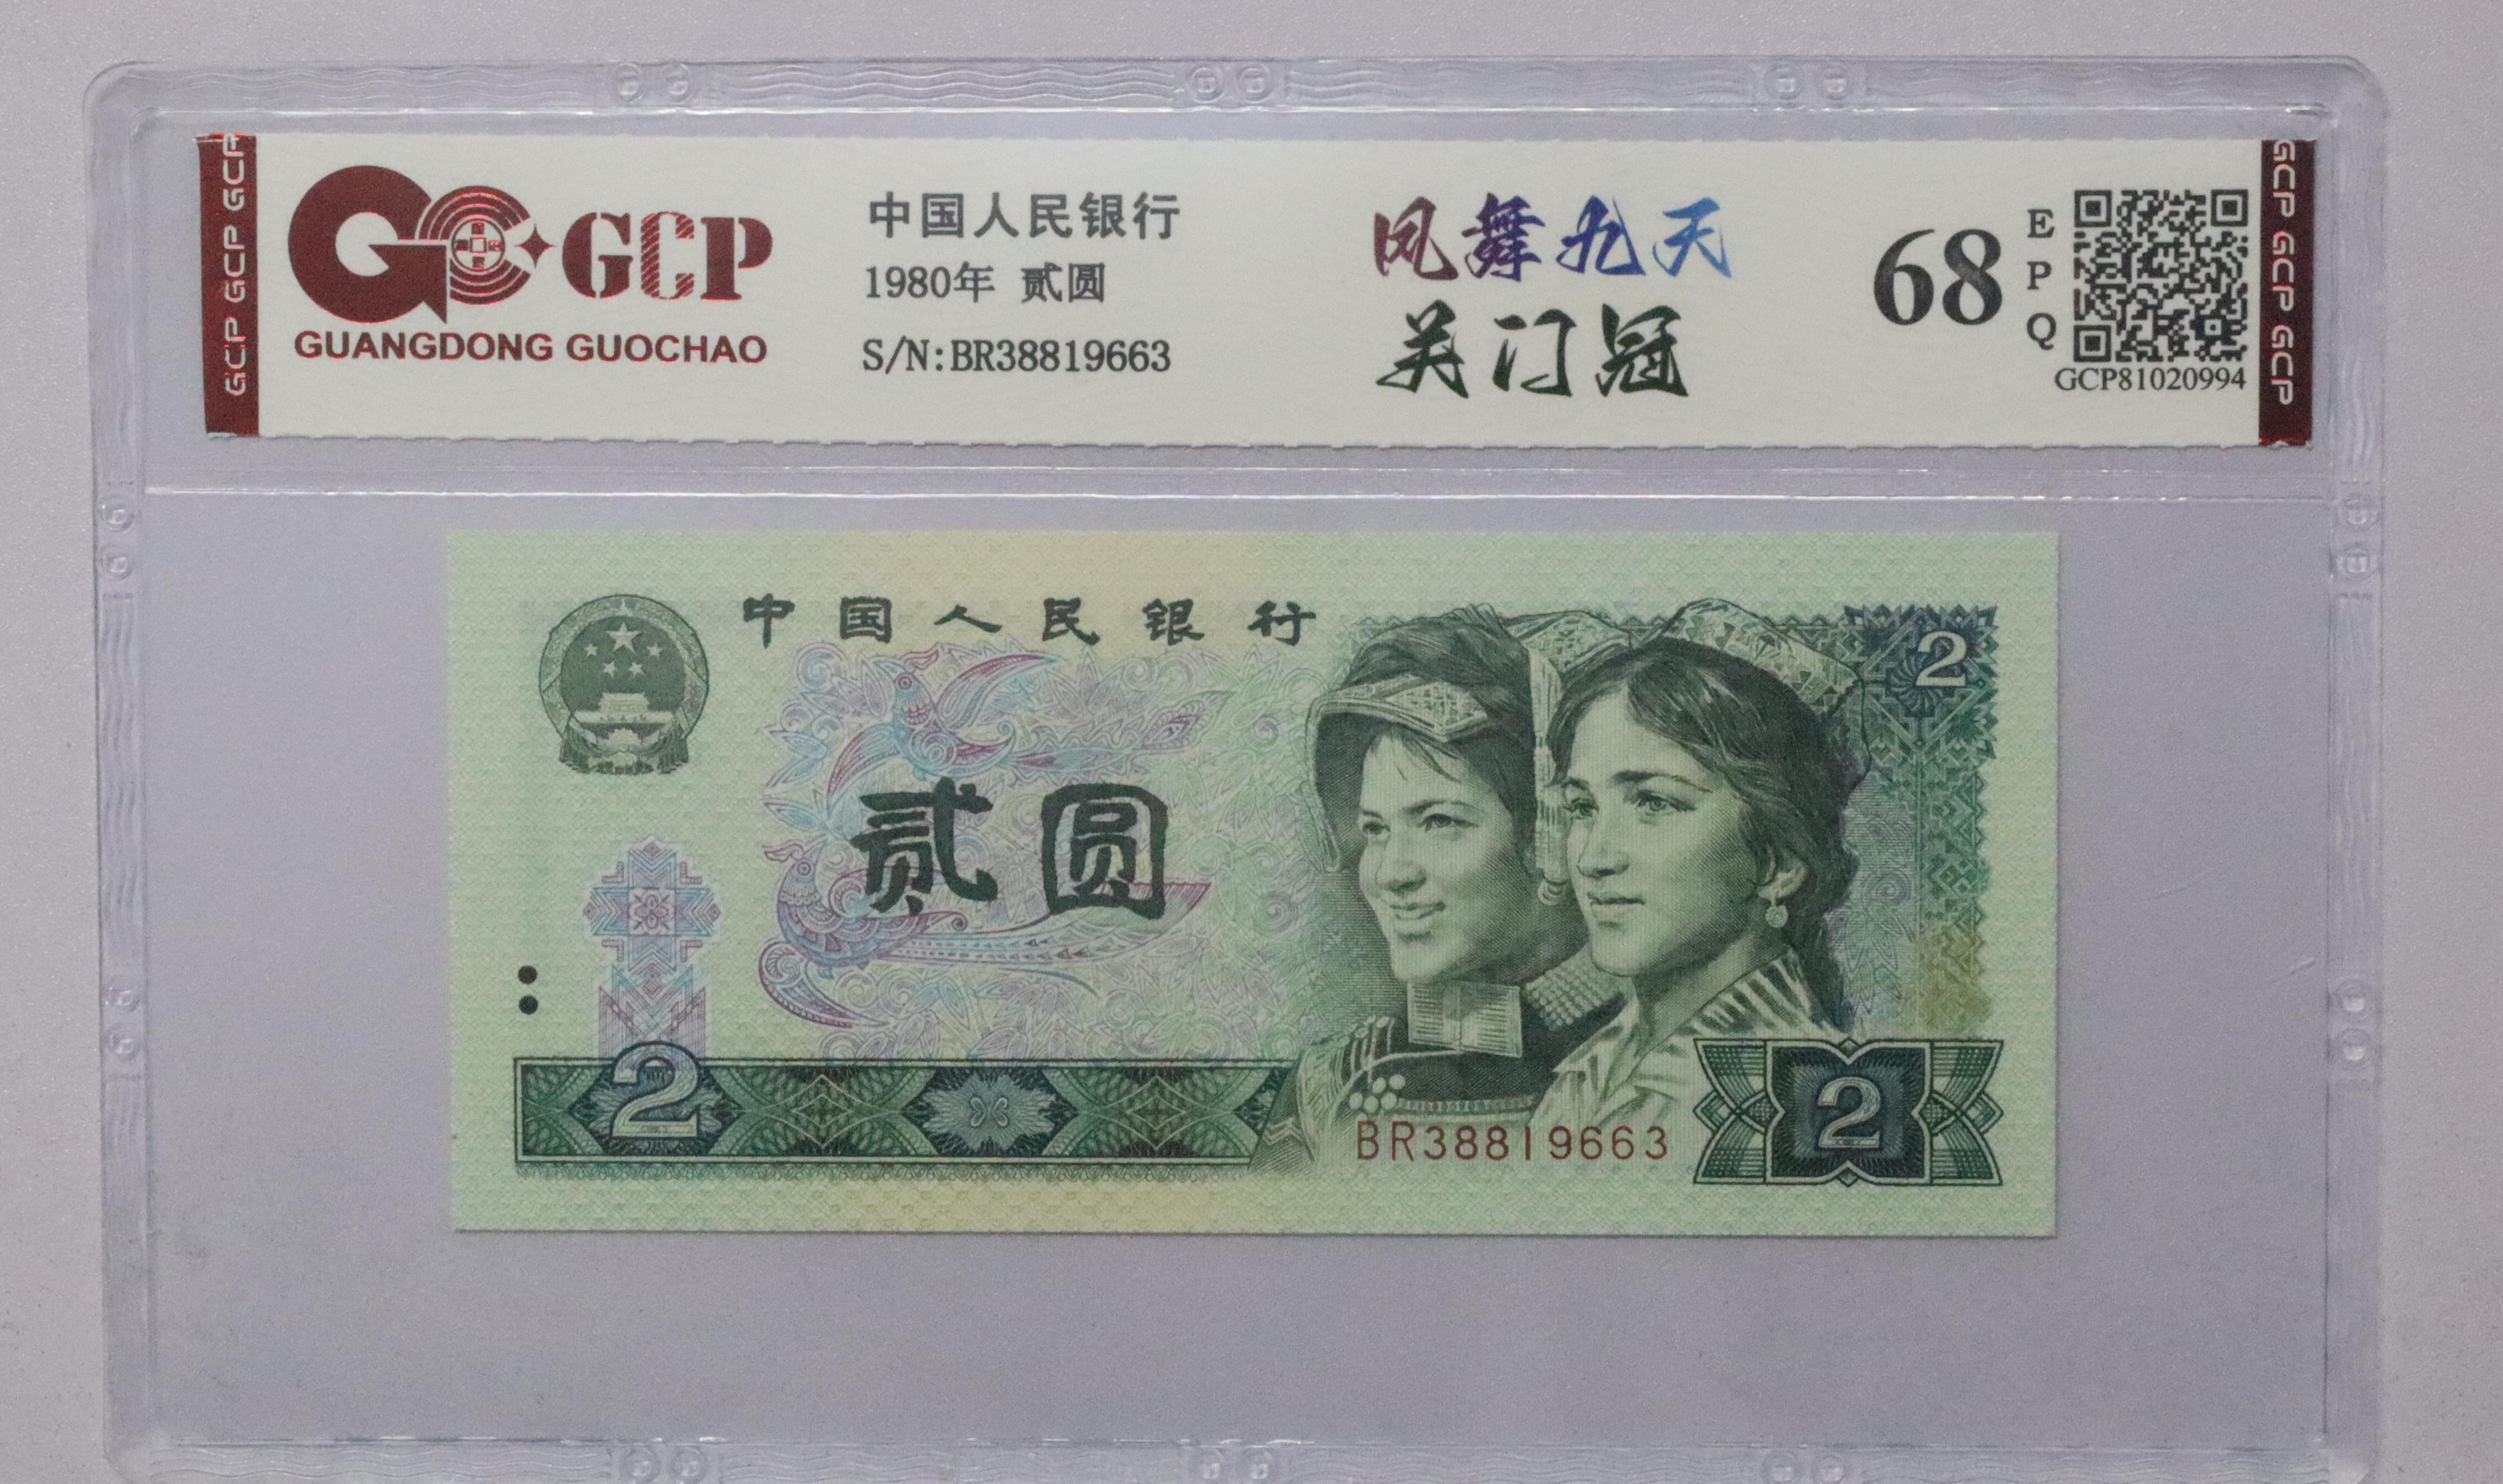 GCP GCP GCP
GCP
GUANGDONG GUOCHAO
中国人民银行
1980年 贰圆
S/N:BR38819663
凤舞九天
关门冠
68
EPQ
GCP81020994
GCP GCP GCP
中国人民银行
2
贰圆
2
BR38819663
2